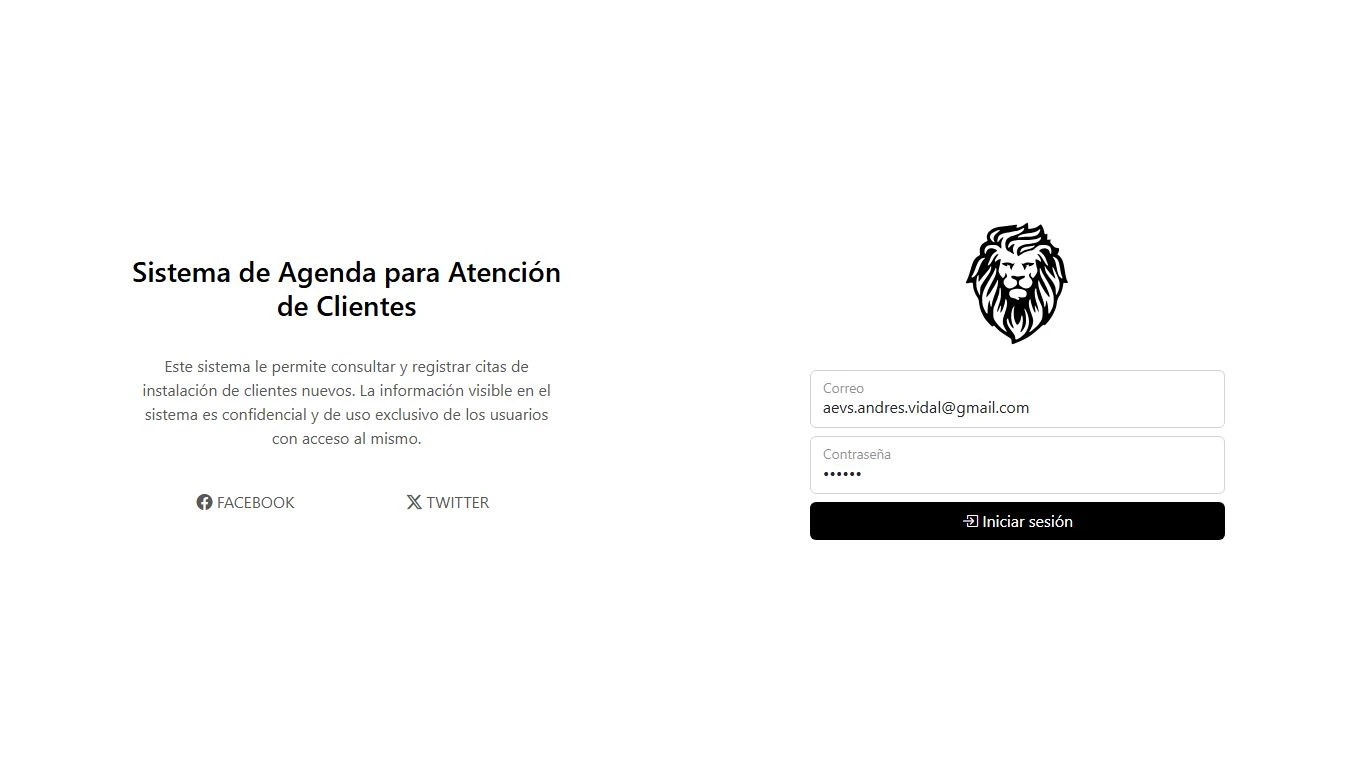 Sistema de Agenda para Atención
de Clientes
Este sistema le permite consultar y registrar citas de
instalación de clientes nuevos. La información visible en el
sistema es confidencial y de uso exclusivo de los usuarios
con acceso al mismo.
FACEBOOK
TWITTER
Correo
aevs.andres.vidal@gmail.com
Contraseña
••••••
Iniciar sesión